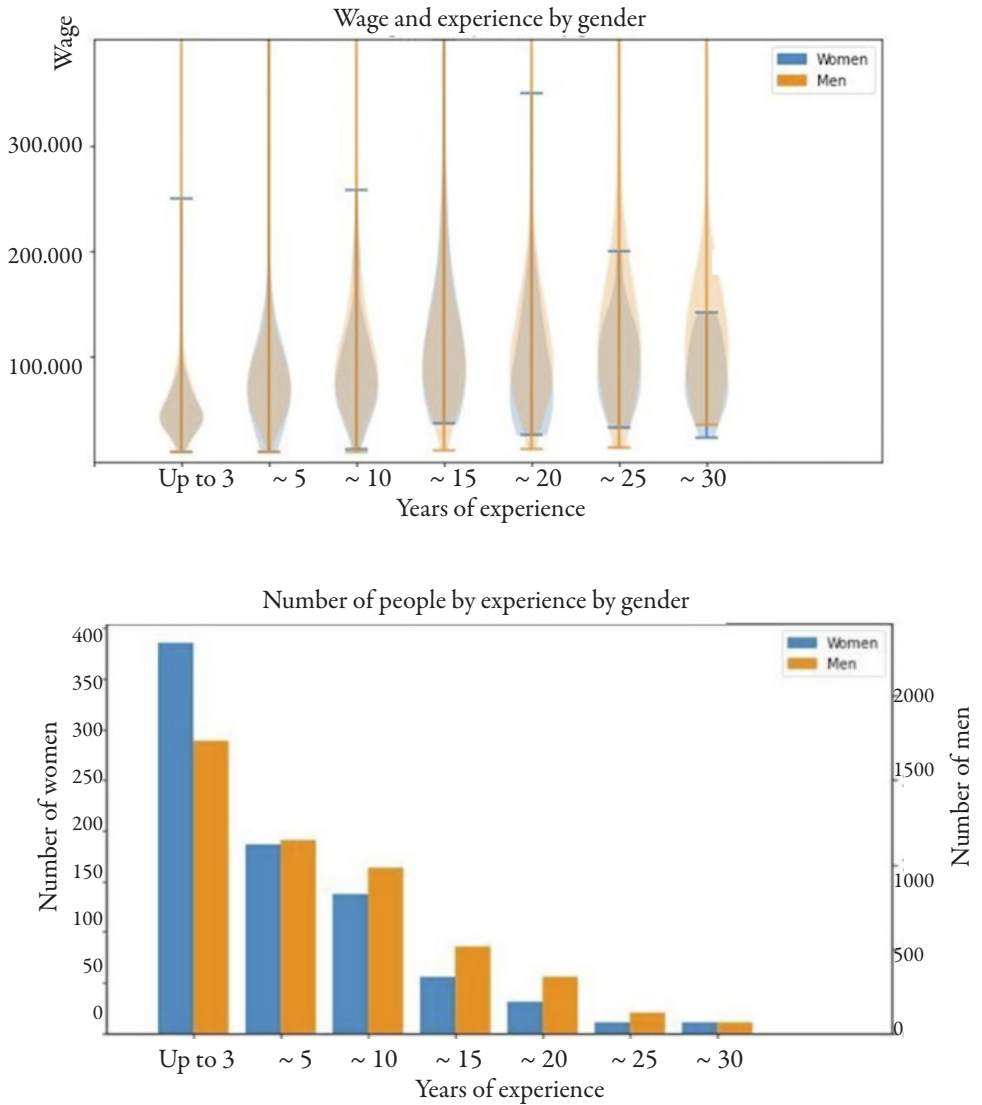 Wage and experience by gender
Wage
Women
Men
300.000
200.000
100.000
Up to 3 ~ 5 ~ 10 ~ 15 ~ 20 ~ 25 ~ 30
Years of experience
Number of people by experience by gender
Women
Men
400
350
300
250
200
150
100
50
0
Number of women
2000
1500
1000
500
0
Number of men
Up to 3 ~ 5 ~ 10 ~ 15 ~ 20 ~ 25 ~ 30
Years of experience